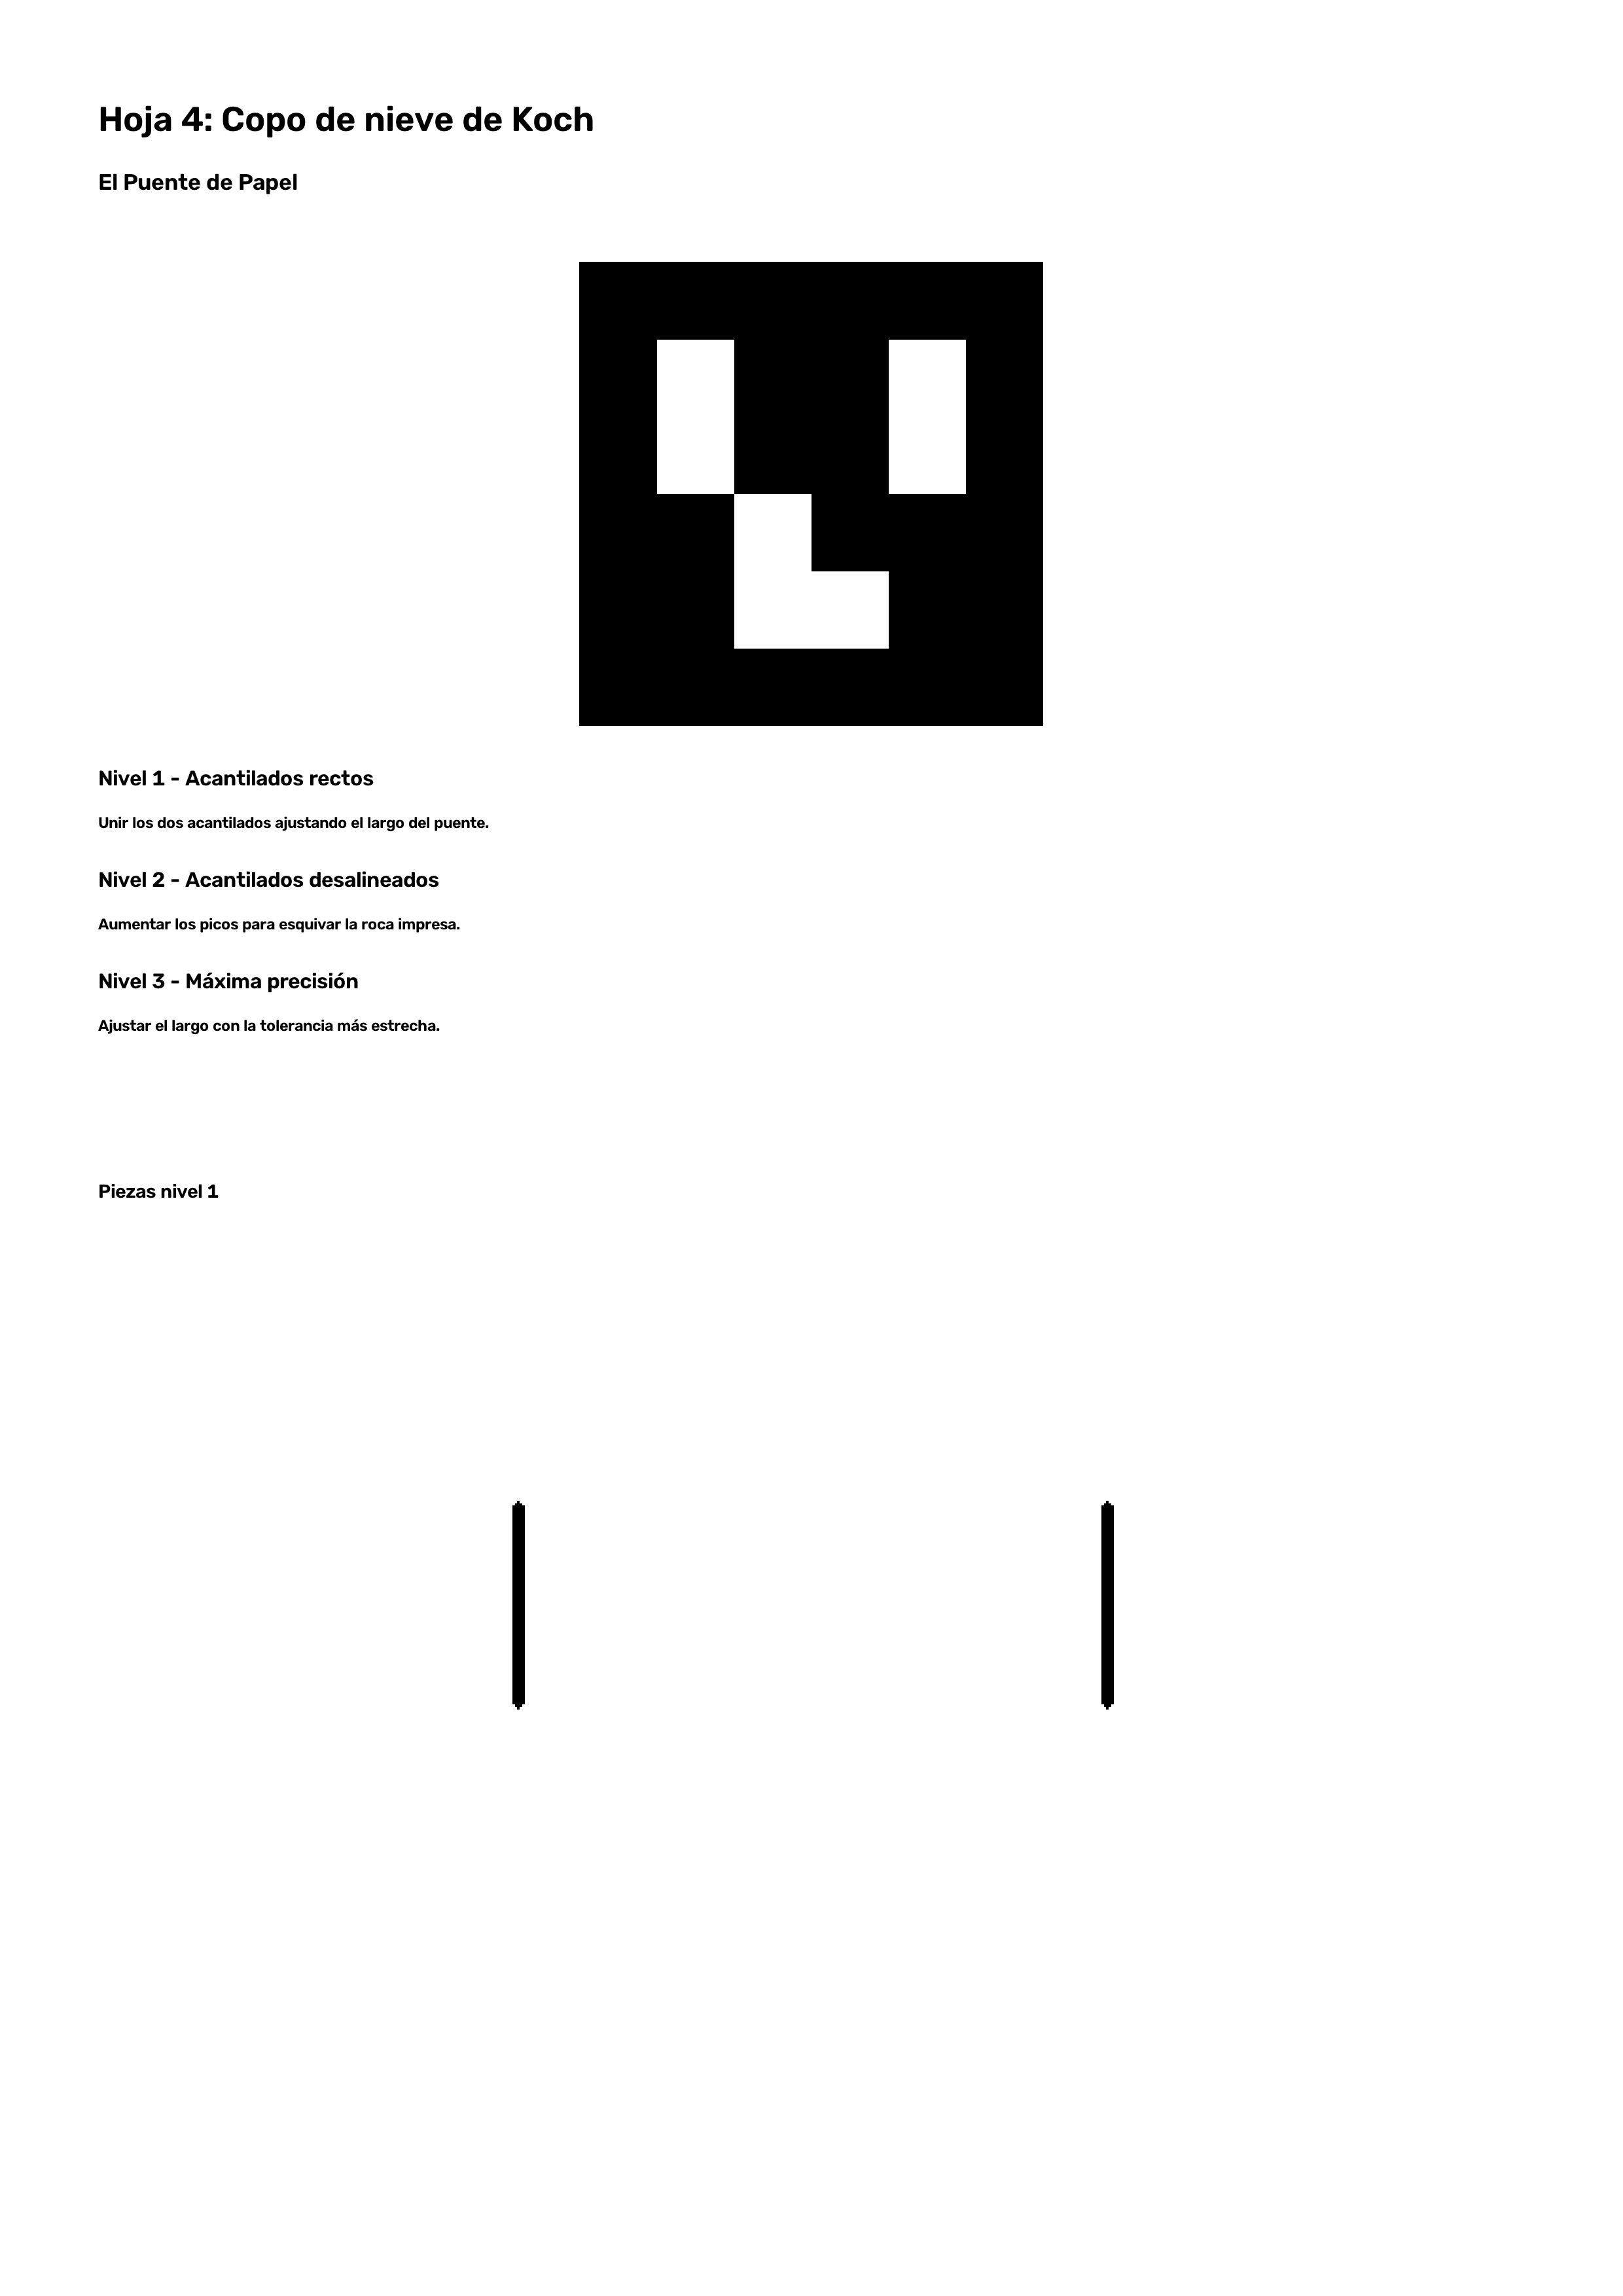 Hoja 4: Copo de nieve de Koch
El Puente de Papel
Nivel 1 - Acantilados rectos
Unir los dos acantilados ajustando el largo del puente.
Nivel 2 - Acantilados desalineados
Aumentar los picos para esquivar la roca impresa.
Nivel 3 - Máxima precisión
Ajustar el largo con la tolerancia más estrecha.
Piezas nivel 1